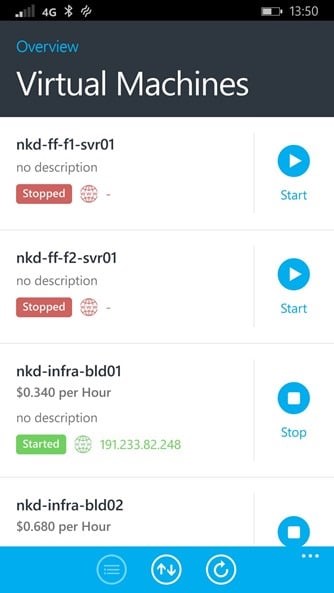 4G 13:50
Overview
Virtual Machines
nkd-ff-f1-svr01
no description
Stopped -
Start
nkd-ff-f2-svr01
no description
Stopped -
Start
nkd-infra-bld01
$0.340 per Hour
no description
Started 191.233.82.248
Stop
nkd-infra-bld02
$0.680 per Hour